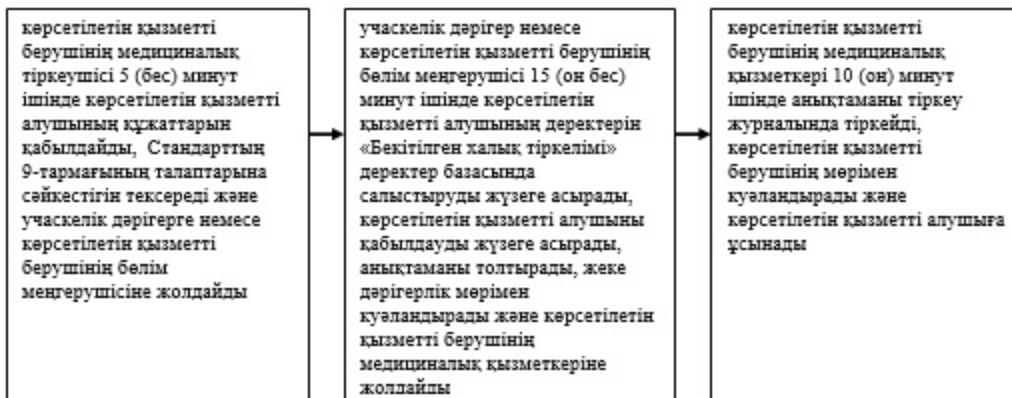 көрсетілетін қызметті
берушінің медициналық
тіркеушісі 5 (бес) минут
ішінде көрсетілетін қызметті
алушының құжаттарын
қабылдайды, Стандарттың
9-тармағының талаптарына
сәйкестігін тексереді және
учаскелік дәрігерге немесе
көрсетілетін қызметті
берушінің бөлім
меңгерушісіне жолдайды
учаскелік дәрігер немесе
көрсетілетін қызметті берушінің
бөлім меңгерушісі 15 (он бес)
минут ішінде көрсетілетін
қызметті алушының деректерін
«Бекітілген халық тіркелімі»
деректер базасында
салыстыруды жүзеге асырады,
көрсетілетін қызметті алушыны
қабылдауды жүзеге асырады,
анықтаманы толтырады, жеке
дәрігерлік мөрімен
куәландырады және көрсетілетін
қызметті берушінің
медициналық қызметкеріне
жолдайды
көрсетілетін қызметті
берушінің медициналық
қызметкері 10 (он) минут
ішінде анықтаманы тіркеу
журналында тіркейді,
көрсетілетін қызметті
берушінің мөрімен
куәландырады және
көрсетілетін қызметті алушыға
ұсынады